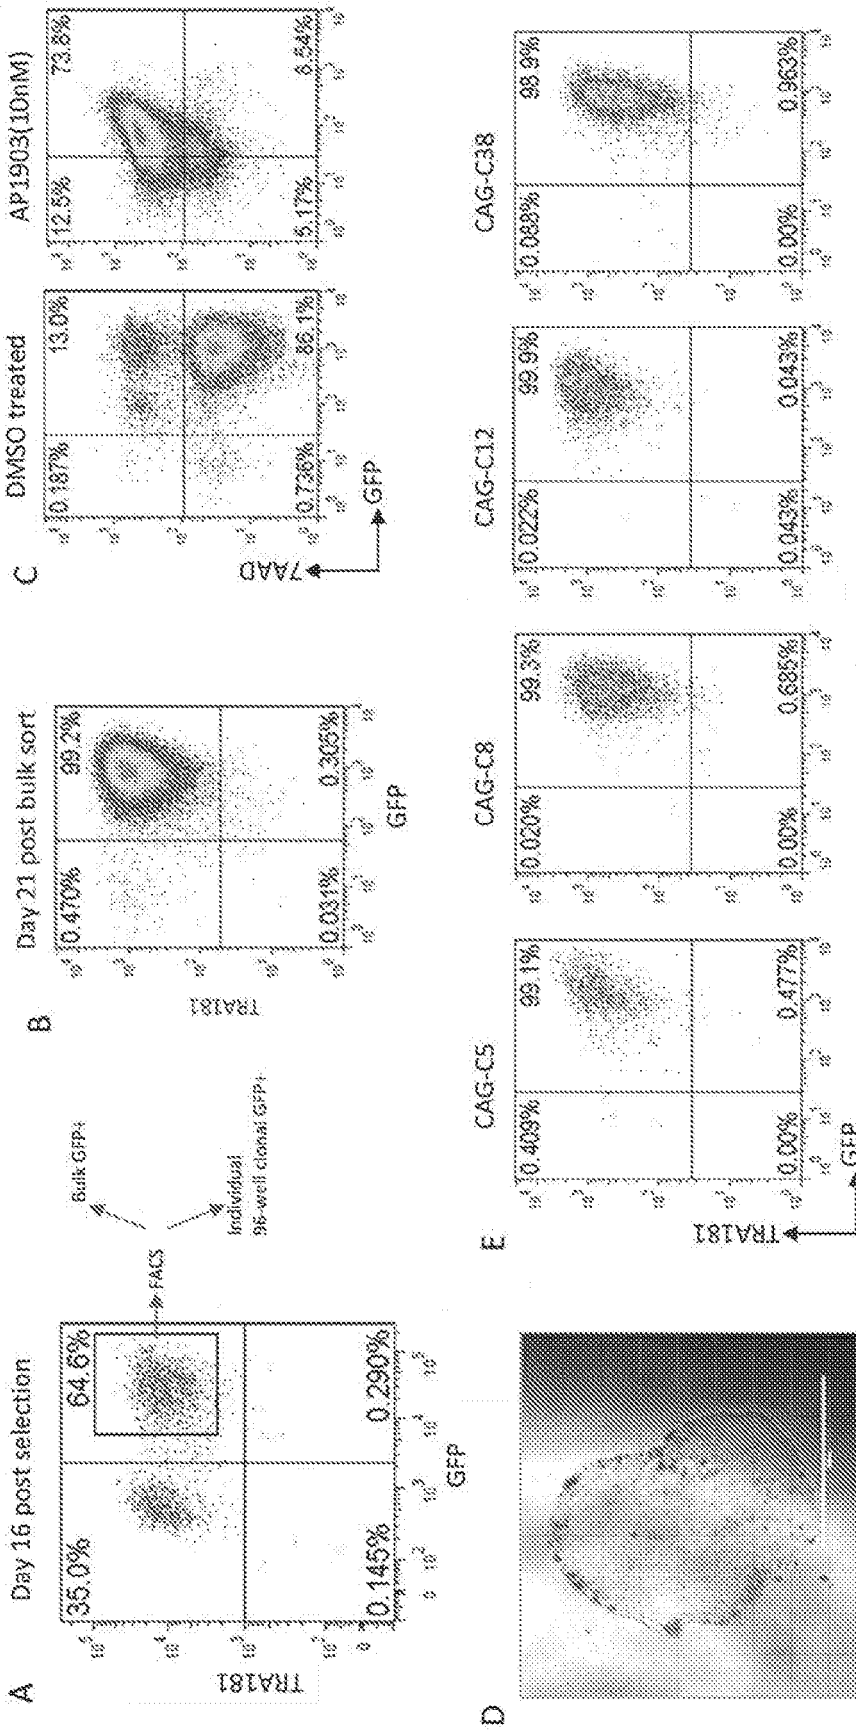 A
Day 16 post selection
35.0%
64.6%
0.145%
0.290%
TRA181
GFP
FACS
Bulk GFP+
Individual
96-well clonal GFP+
B
Day 21 post bulk sort
0.470%
99.2%
0.031%
0.305%
TRA181
GFP
C
DMSO treated
0.187%
13.0%
0.736%
86.1%
7AAD
GFP
AP1903(10nM)
12.5%
73.8%
5.17%
8.54%
D
E
CAG-C5
0.409%
99.1%
0.00%
0.477%
TRA181
GFP
CAG-C8
0.020%
99.3%
0.00%
0.685%
CAG-C12
0.022%
99.9%
0.043%
0.043%
CAG-C38
0.088%
98.9%
0.00%
0.963%